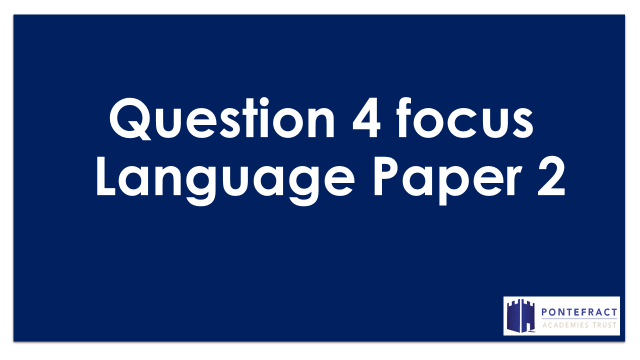 Question 4 focus
Language Paper 2
PONTEFRACT
ACADEMIES TRUST